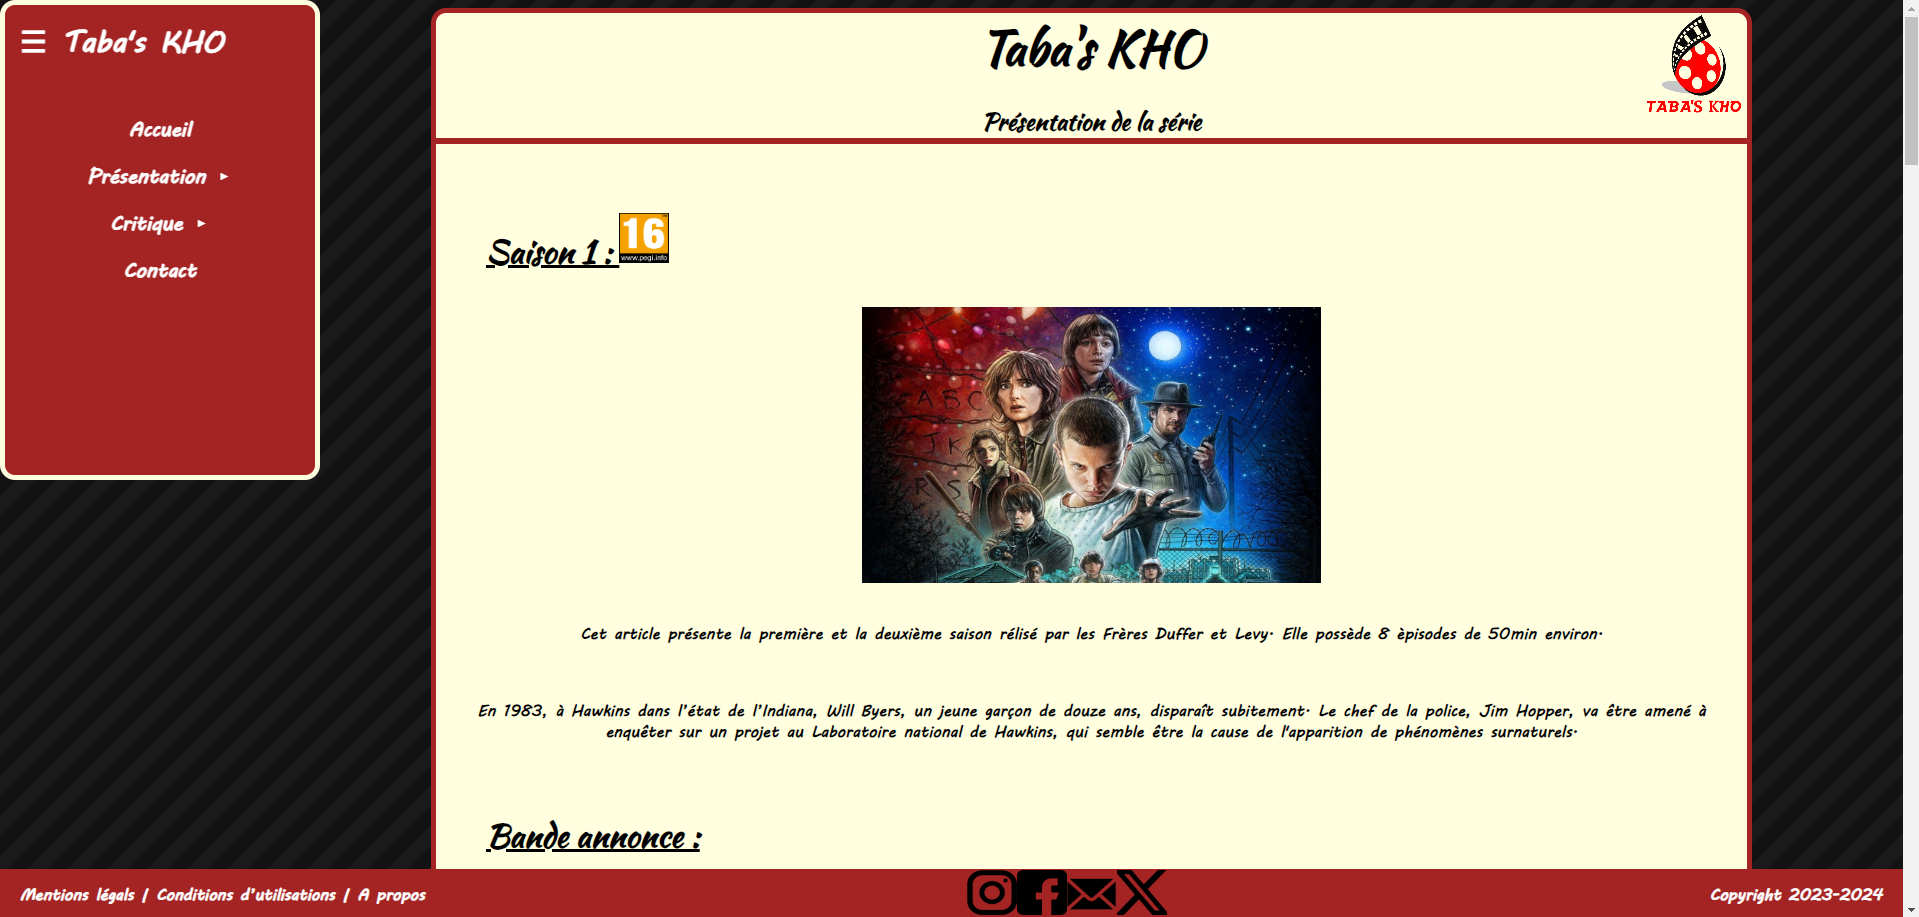 ☰ Taba's KHO
Accueil
Présentation ►
Critique ►
Contact
Taba's KHO
Présentation de la série
TABA'S KHO
Saison 1 :
16
www.pegi.info
A B C
J K
R S
Cet article présente la première et la deuxième saison rélisé par les Frères Duffer et Levy. Elle possède 8 èpisodes de 50min environ.
En 1983, à Hawkins dans l’état de l’Indiana, Will Byers, un jeune garçon de douze ans, disparaît subitement. Le chef de la police, Jim Hopper, va être amené à
enquêter sur un projet au Laboratoire national de Hawkins, qui semble être la cause de l'apparition de phénomènes surnaturels.
Bande annonce :
Mentions légals | Conditions d'utilisations | A propos
Copyright 2023-2024